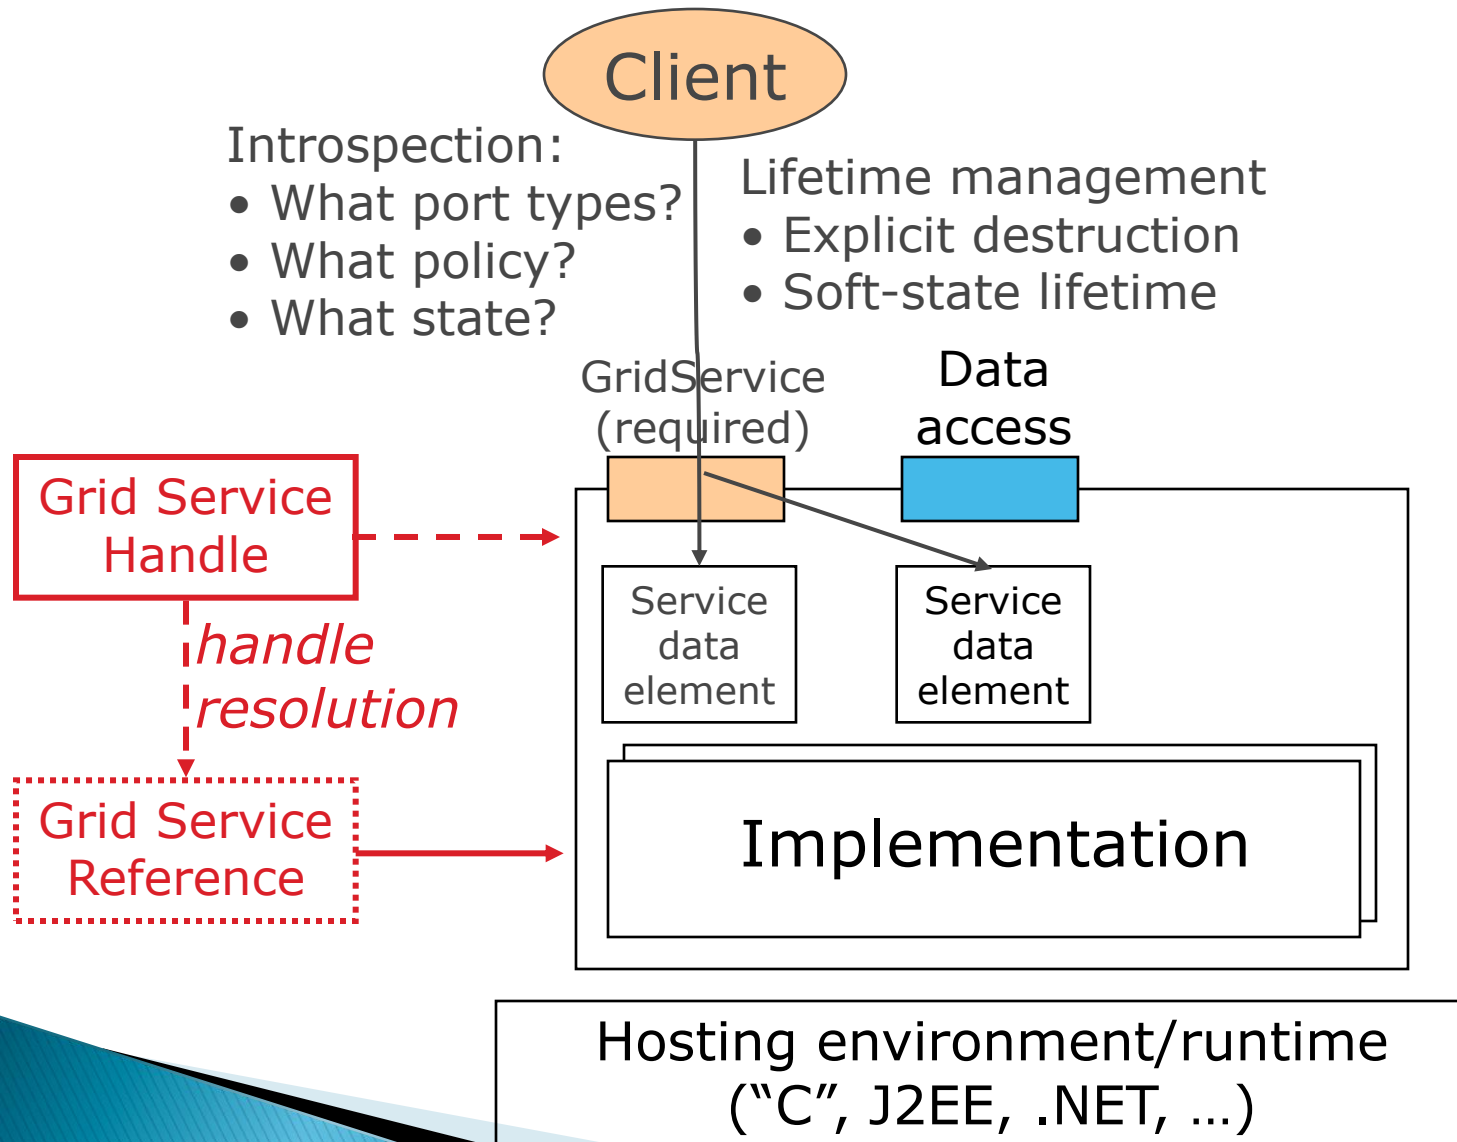 Client
Introspection:
• What port types?
• What policy?
• What state?
Lifetime management
• Explicit destruction
• Soft-state lifetime
GridService
(required)
Data
access
Grid Service
Handle
handle
resolution
Grid Service
Reference
Service
data
element
Service
data
element
Implementation
Hosting environment/runtime
(“C”, J2EE, .NET, …)